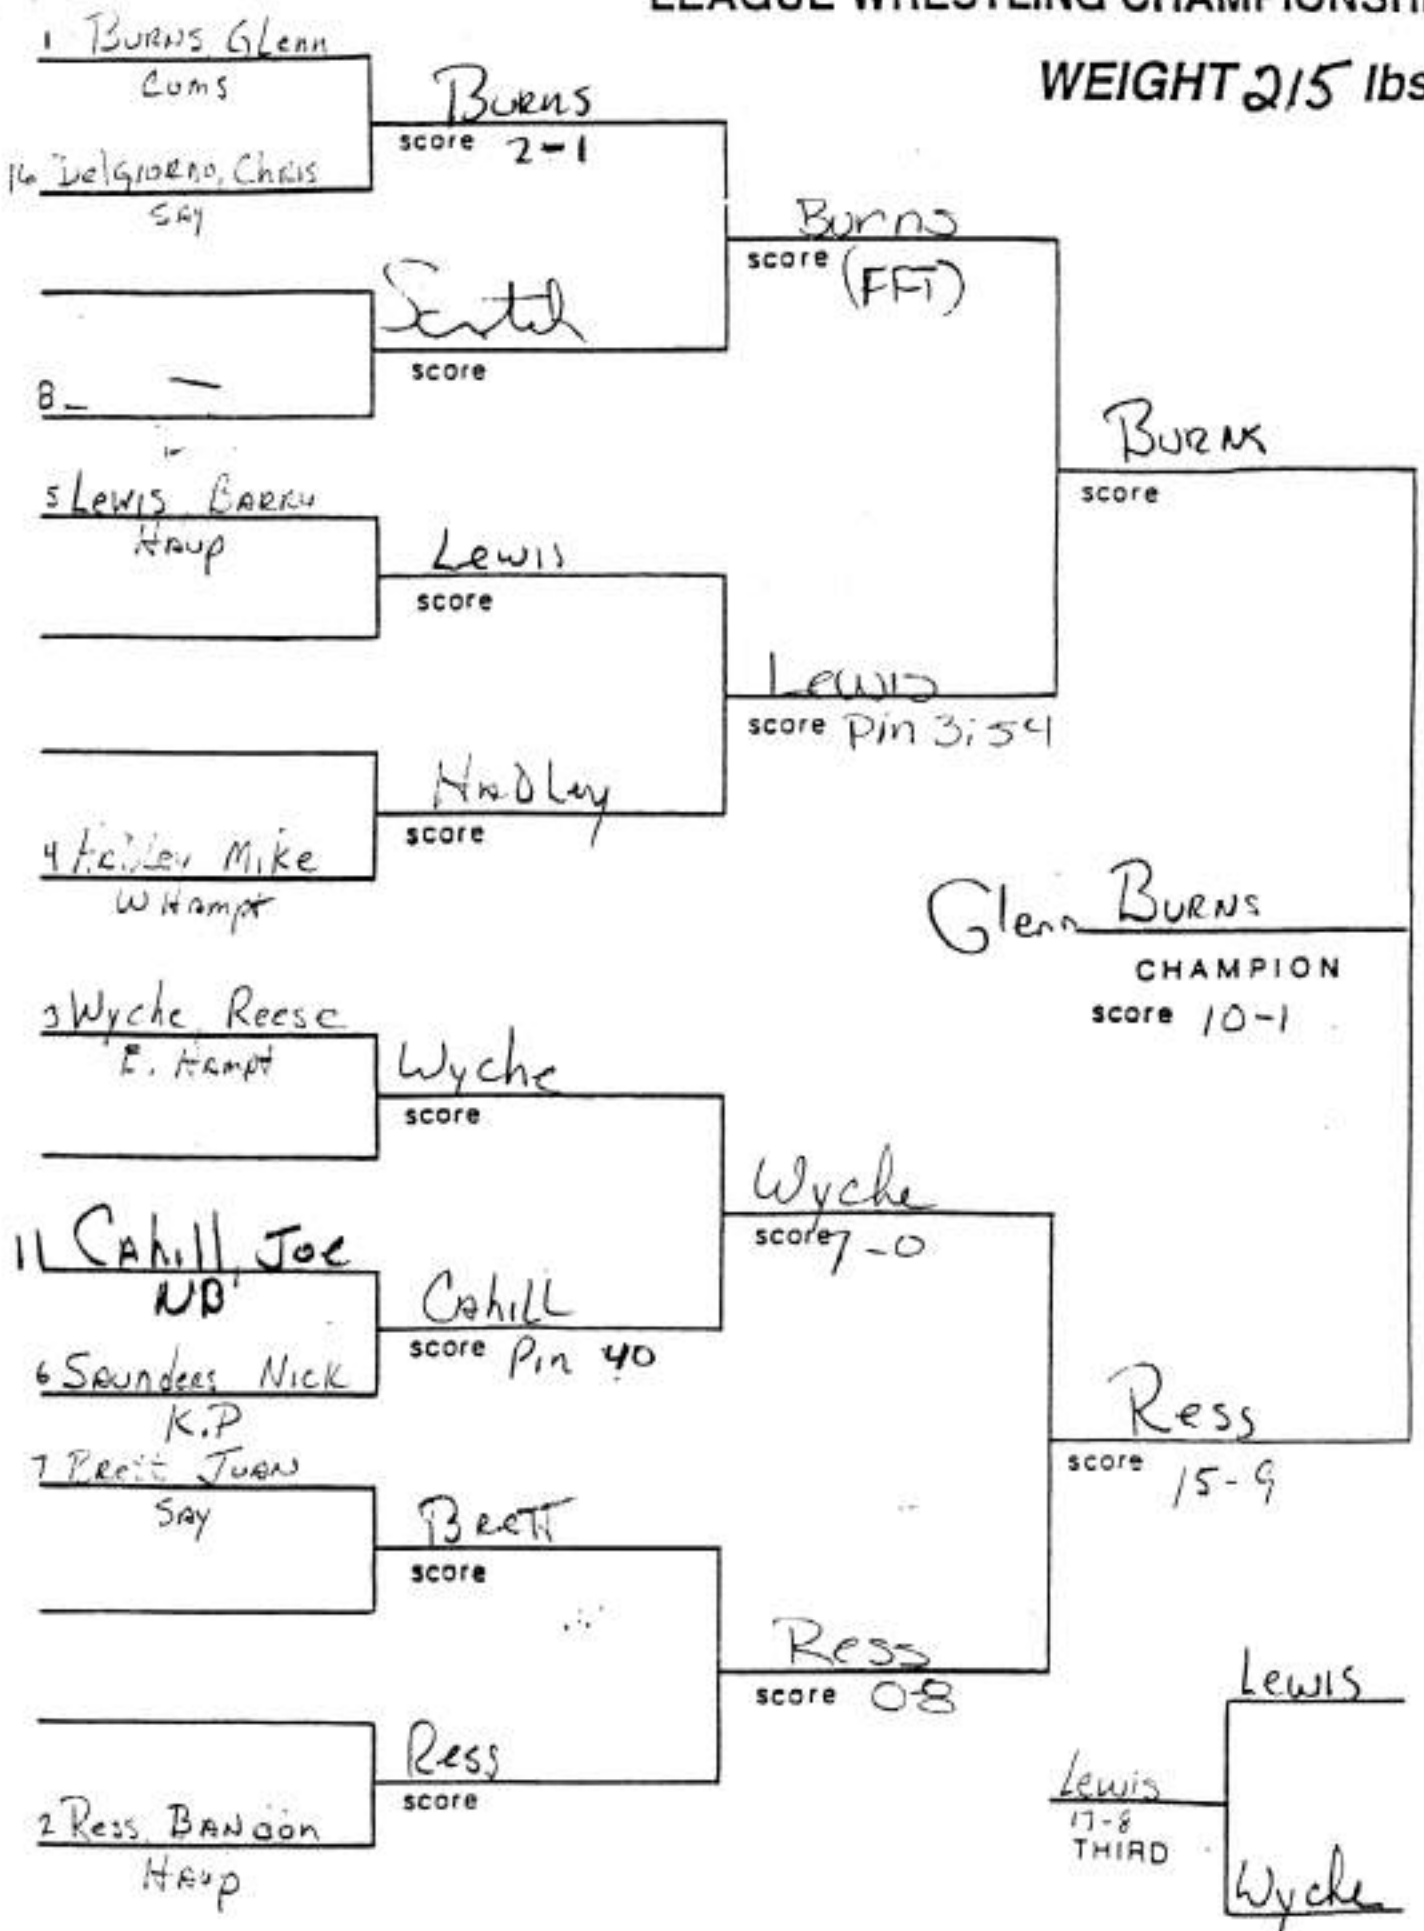 LEAGUE WRESTLING CHAMPIONSHI
WEIGHT 215 lbs
1 BURNS, GLenn
Coms
Burns
score 2-1
16 DelGIORNO, CHRIS
SAY
Burns
score (FFT)
score
8 -
BURNS
score
5 Lewis, BARRY
HAup
Lewis
score
Lewis
score Pin 3:54
HADLey
score
4 Mike
W Hampt
Glenn BURNS
CHAMPION
score 10-1
3 Wyche, Reese
E. Hampt
Wyche
score
Wyche
score 7-0
11 CAhill, Joe
NB
CAhiLL
score Pin 40
6 SAunders NICK
K.P
Ress
score 15-9
7 Brett JUAN
SAY
BreTT
score
Ress
score 0-8
Ress
score
2 Ress,
HAup
Lewis
Lewis
17-8
THIRD
Wyche